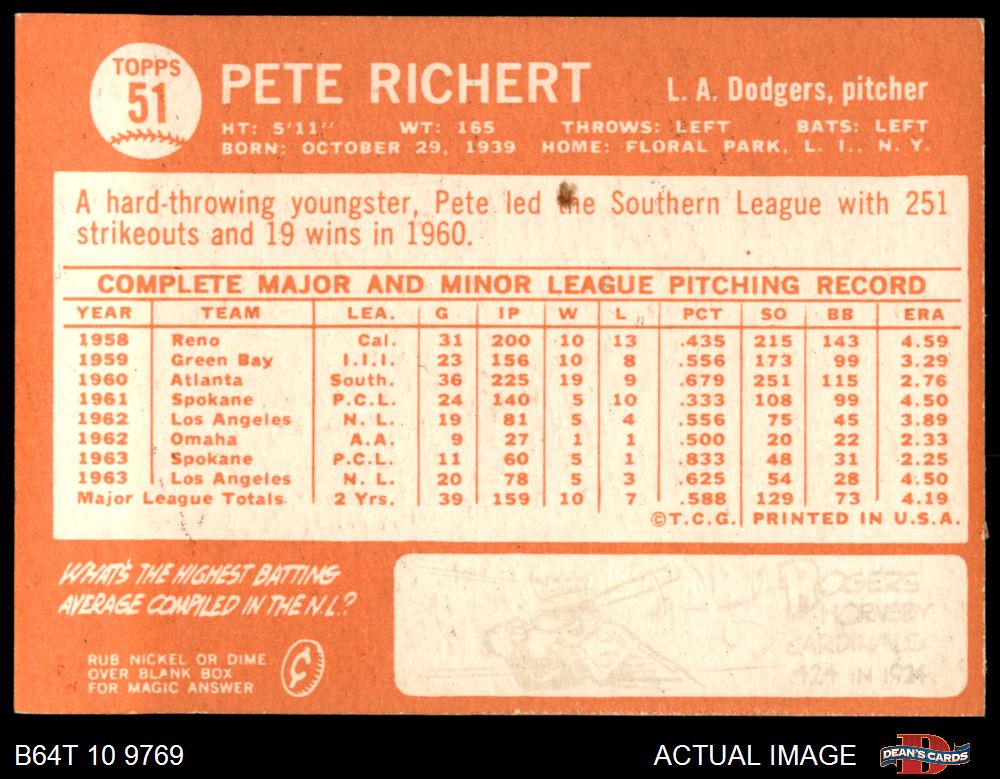 TOPPS
51
PETE RICHERT
L. A. Dodgers, pitcher
HT: 5'11" WT: 165 THROWS: LEFT BATS: LEFT
BORN: OCTOBER 29, 1939 HOME: FLORAL PARK, L. I., N. Y.
A hard-throwing youngster, Pete led the Southern League with 251
strikeouts and 19 wins in 1960.
COMPLETE MAJOR AND MINOR LEAGUE PITCHING RECORD
YEAR TEAM LEA. G IP W L PCT SO BB ERA
1958 Reno Cal. 31 200 10 13 .435 215 143 4.59
1959 Green Bay I.I.I. 23 156 10 8 .556 173 99 3.29
1960 Atlanta South. 36 225 19 9 .679 251 115 2.76
1961 Spokane P.C.L. 24 140 5 10 .333 108 99 4.50
1962 Los Angeles N. L. 19 81 5 4 .556 75 45 3.89
1962 Omaha A.A. 9 27 1 1 .500 20 22 2.33
1963 Spokane P.C.L. 11 60 5 1 .833 48 31 2.25
1963 Los Angeles N. L. 20 78 5 3 .625 54 28 4.50
Major League Totals 2 Yrs. 39 159 10 7 .588 129 73 4.19
©T.C.G. PRINTED IN U.S.A.
WHAT'S THE HIGHEST BATTING
AVERAGE COMPILED IN THE N.L.?
RUB NICKEL OR DIME
OVER BLANK BOX
FOR MAGIC ANSWER
ROGERS
HORNSBY
CARDINALS
.424 IN 1924
B64T 10 9769
ACTUAL IMAGE
DEAN'S CARDS